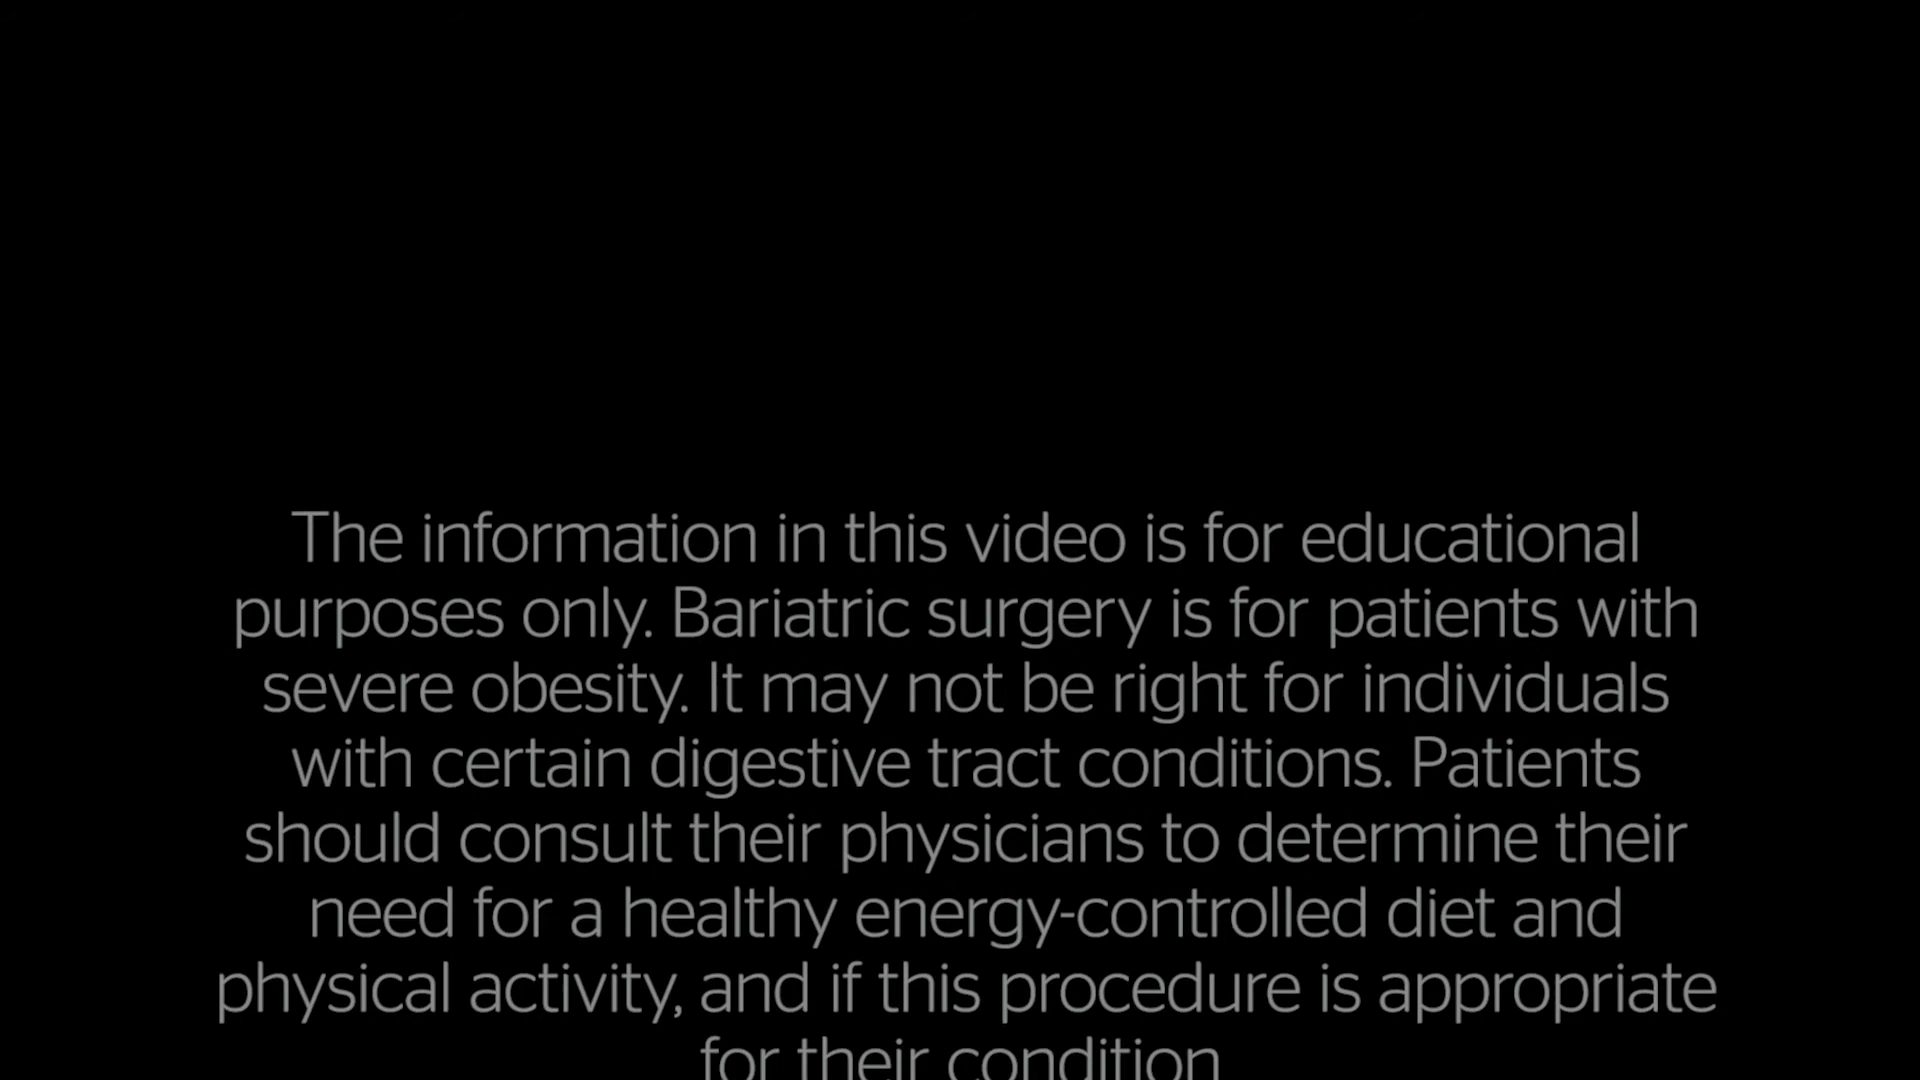 The information in this video is for educational
purposes only. Bariatric surgery is for patients with
severe obesity. It may not be right for individuals
with certain digestive tract conditions. Patients
should consult their physicians to determine their
need for a healthy energy-controlled diet and
physical activity, and if this procedure is appropriate
for their condition